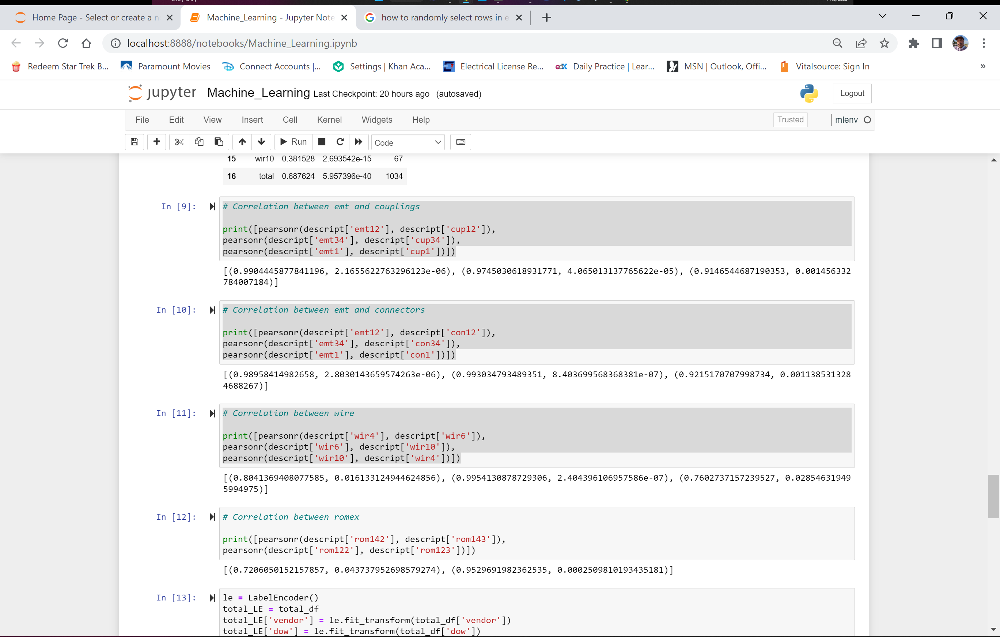 Mostly sunny
Home Page - Select or create a n
Machine_Learning - Jupyter Note
how to randomly select rows in e
localhost:8888/notebooks/Machine_Learning.ipynb
Redeem Star Trek B... Paramount Movies Connect Accounts |... Settings | Khan Aca... Electrical License Re... edX Daily Practice | Lear... MSN | Outlook, Offi... Vitalsource: Sign In »
jupyter Machine_Learning Last Checkpoint: 20 hours ago (autosaved) Logout
File Edit View Insert Cell Kernel Widgets Help Trusted mlenv
Run Code
15 wir10 0.381528 2.693542e-15 67
16 total 0.687624 5.957396e-40 1034
In [9]: # Correlation between emt and couplings
print([pearsonr(descript['emt12'], descript['cup12']),
pearsonr(descript['emt34'], descript['cup34']),
pearsonr(descript['emt1'], descript['cup1'])])
[(0.9904445877841196, 2.1655622763296123e-06), (0.9745030618931771, 4.065013137765622e-05), (0.9146544687190353, 0.001456332
784007184)]
In [10]: # Correlation between emt and connectors
print([pearsonr(descript['emt12'], descript['con12']),
pearsonr(descript['emt34'], descript['con34']),
pearsonr(descript['emt1'], descript['con1'])])
[(0.98958414982658, 2.8030143659574263e-06), (0.993034793489351, 8.403699568368381e-07), (0.9215170707998734, 0.001138531328
4688267)]
In [11]: # Correlation between wire
print([pearsonr(descript['wir4'], descript['wir6']),
pearsonr(descript['wir6'], descript['wir10']),
pearsonr(descript['wir10'], descript['wir4'])])
[(0.8041369408077585, 0.016133124944624856), (0.9954130878729306, 2.404396106957586e-07), (0.7602737157239527, 0.02854631949
5994975)]
In [12]: # Correlation between romex
print([pearsonr(descript['rom142'], descript['rom143']),
pearsonr(descript['rom122'], descript['rom123'])])
[(0.7206050152157857, 0.043737952698579274), (0.9529691982362535, 0.0002509810193435181)]
In [13]: le = LabelEncoder()
total_LE = total_df
total_LE['vendor'] = le.fit_transform(total_df['vendor'])
total_LE['dow'] = le.fit_transform(total_df['dow'])